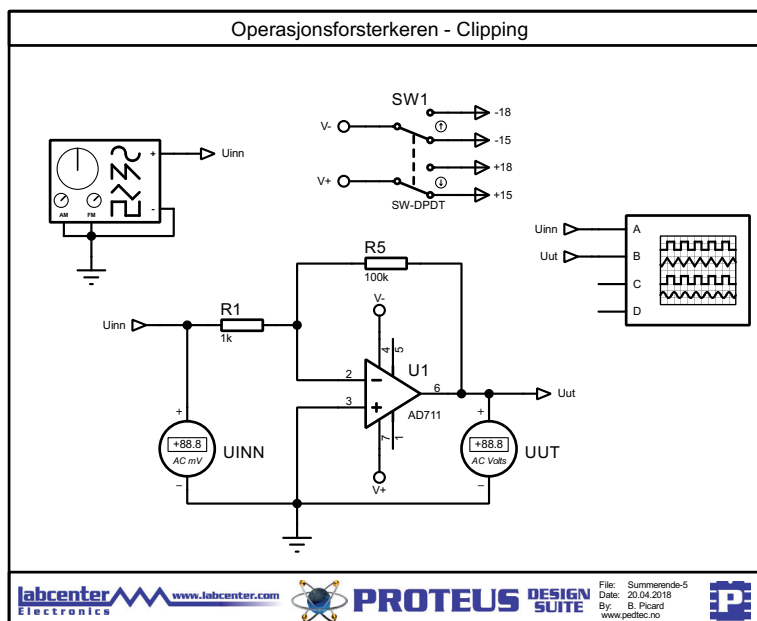 Operasjonsforsterkeren - Clipping
SW1
-18
V-
-15
+18
V+
+15
SW-DPDT
+
Uinn
-
AM FM
Uinn
A
Uut
B
C
D
R5
100k
V-
R1
Uinn
1k
4
5
U1
2
6
3
AD711
Uut
7
1
V+
+
+88.8
AC mV
UINN
–
+
+88.8
AC Volts
UUT
–
labcenter
Electronics
www.labcenter.com
PROTEUS
DESIGN
SUITE
File: Summerende-5
Date: 20.04.2018
By: B. Picard
www.pedtec.no
P